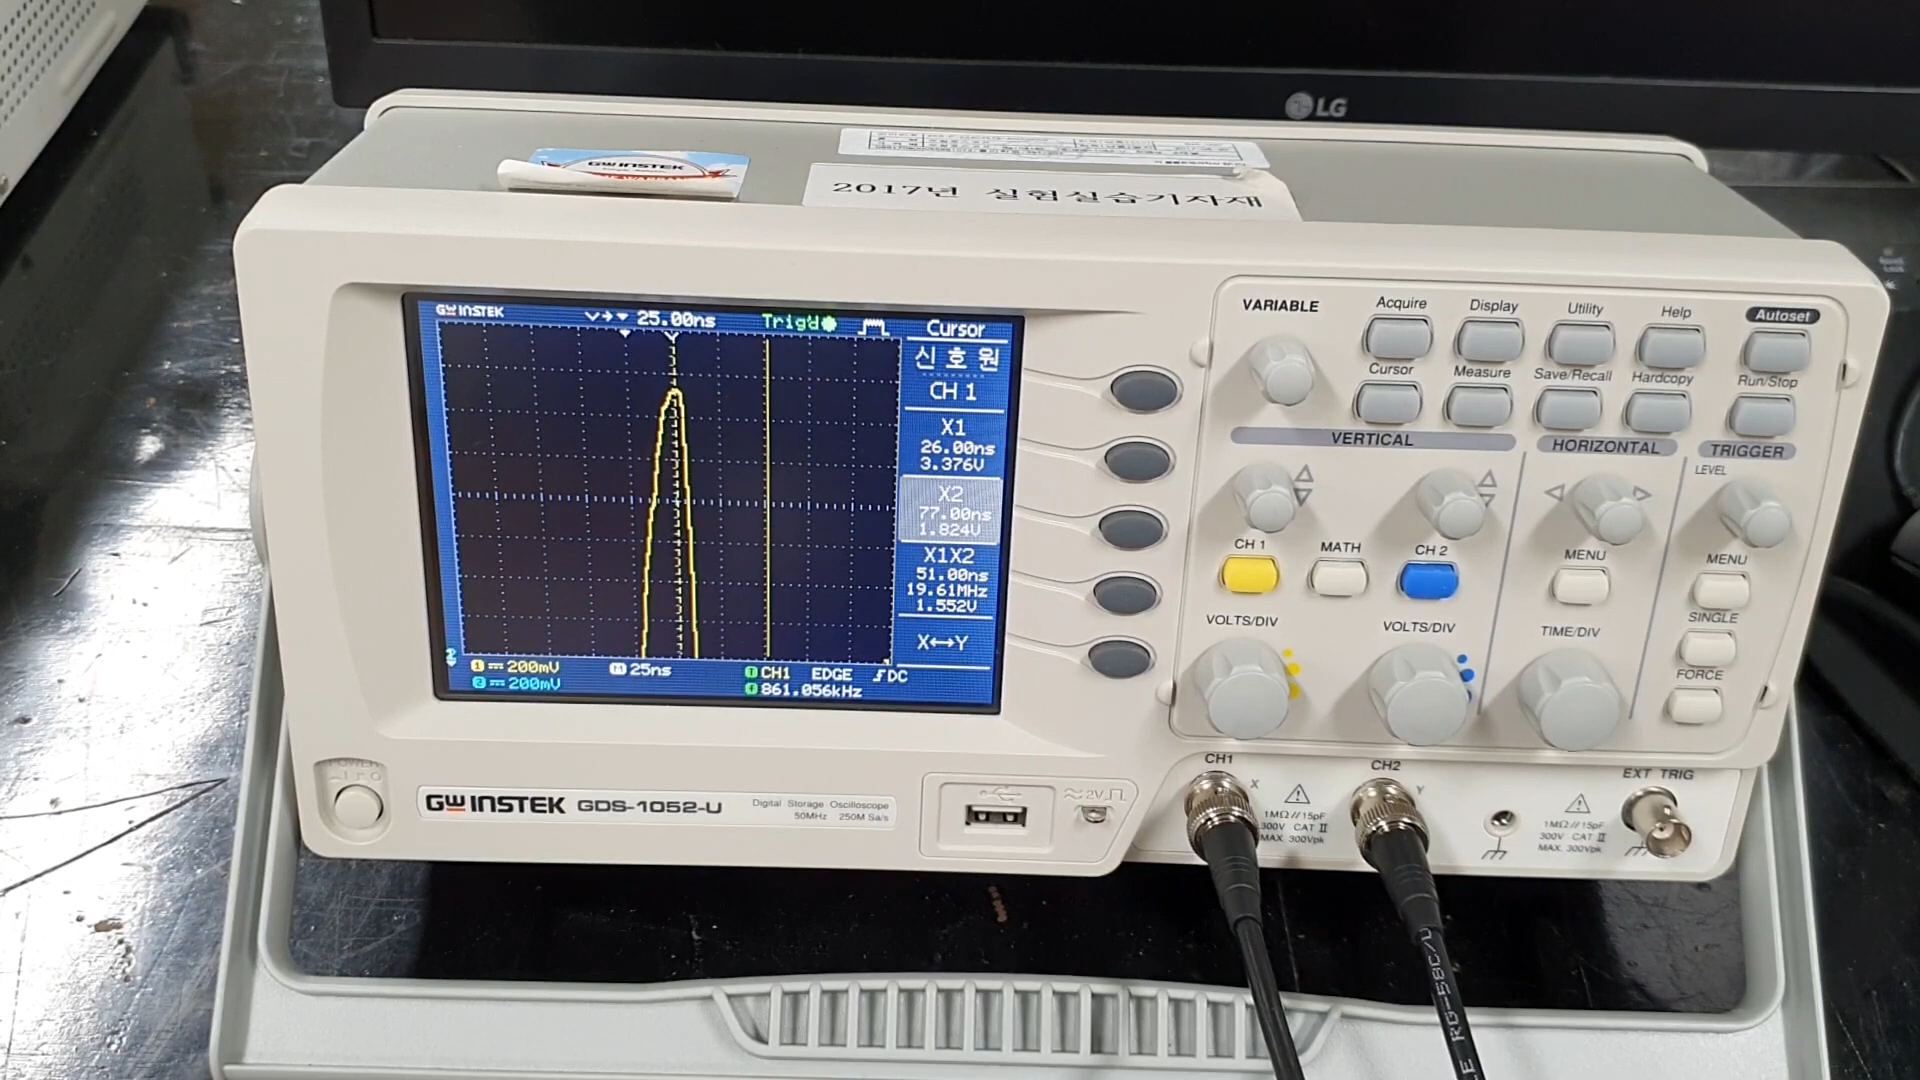 LG
GWINSTEK
2017년 실험실습기자재
GWINSTEK
25.00ns
Trig'd
Cursor
신호원
CH 1
X1
26.00ns
3.376V
X2
77.00ns
1.824V
X1X2
51.00ns
19.61MHz
1.552V
X↔Y
1 200mV
M 25ns
T CH1 EDGE DC
2 200mV
f 861.056kHz
VARIABLE
Acquire
Display
Utility
Help
Autoset
Cursor
Measure
Save/Recall
Hardcopy
Run/Stop
VERTICAL
HORIZONTAL
TRIGGER
LEVEL
CH 1
MATH
CH 2
MENU
MENU
SINGLE
VOLTS/DIV
VOLTS/DIV
TIME/DIV
FORCE
POWER
GWINSTEK GDS-1052-U
Digital Storage Oscilloscope
50MHz 250M Sa/s
≈2V
CH1
X
1MΩ//15pF
300V CAT II
MAX. 300Vpk
CH2
Y
EXT TRIG
1MΩ//15pF
300V CAT II
MAX. 300Vpk
RG-58C/